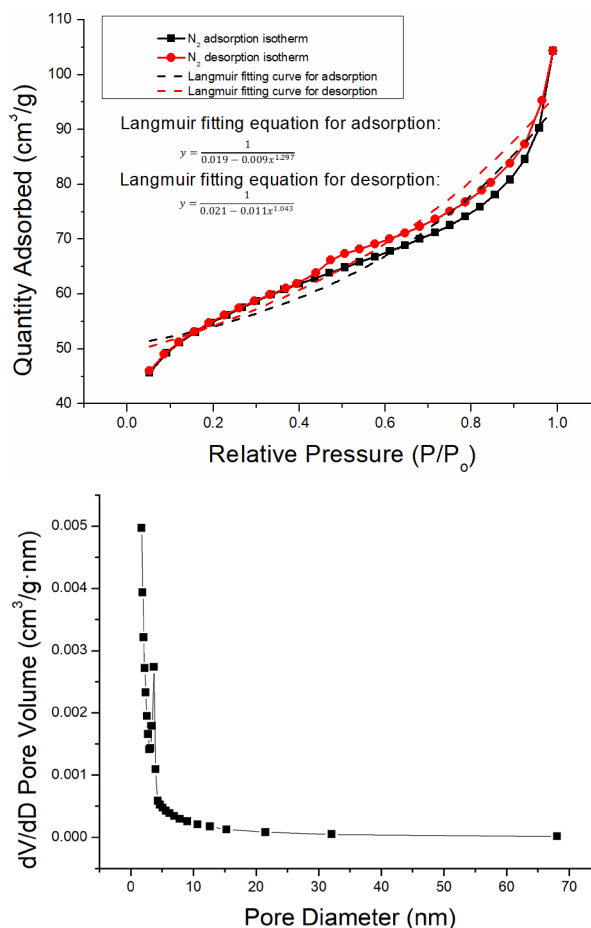 N₂ adsorption isotherm
N₂ desorption isotherm
Langmuir fitting curve for adsorption
Langmuir fitting curve for desorption
Langmuir fitting equation for adsorption:
y = 1 / (0.019 − 0.009x^1.297)
Langmuir fitting equation for desorption:
y = 1 / (0.021 − 0.011x^1.043)
Quantity Adsorbed (cm³/g)
110
100
90
80
70
60
50
40
0.0 0.2 0.4 0.6 0.8 1.0
Relative Pressure (P/Pₒ)
dV/dD Pore Volume (cm³/g·nm)
0.005
0.004
0.003
0.002
0.001
0.000
0 10 20 30 40 50 60 70
Pore Diameter (nm)